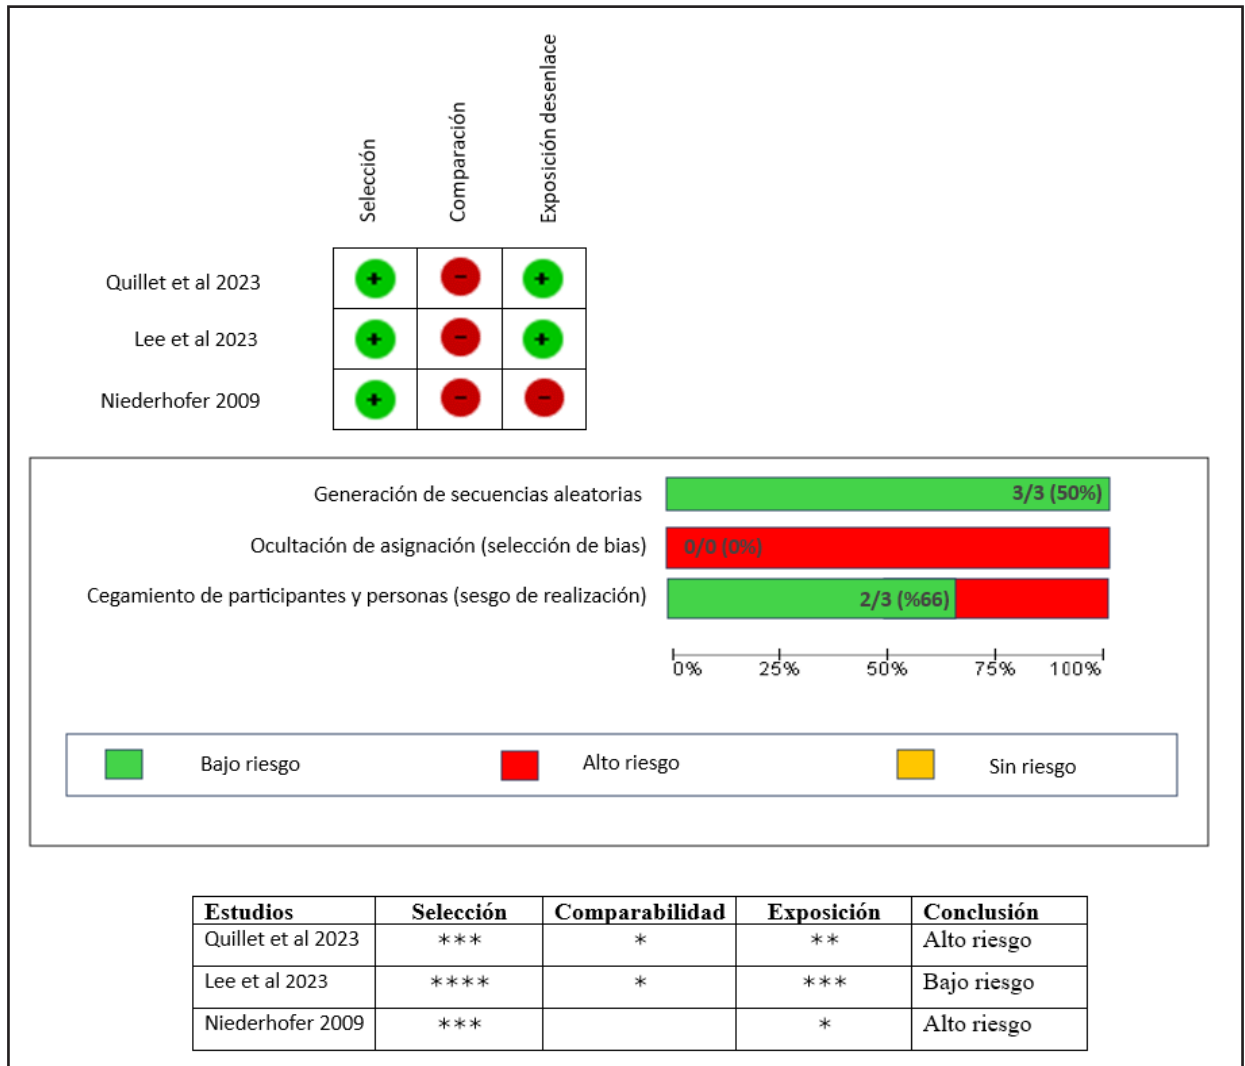 Selección
Comparación
Exposición desenlace
Quillet et al 2023
+ - +
Lee et al 2023
+ - +
Niederhofer 2009
+ - -
Generación de secuencias aleatorias 3/3 (50%)
Ocultación de asignación (selección de bias) 0/0 (0%)
Cegamiento de participantes y personas (sesgo de realización) 2/3 (%66)
0% 25% 50% 75% 100%
Bajo riesgo Alto riesgo Sin riesgo
Estudios Selección Comparabilidad Exposición Conclusión
Quillet et al 2023 *** * ** Alto riesgo
Lee et al 2023 **** * *** Bajo riesgo
Niederhofer 2009 *** * Alto riesgo